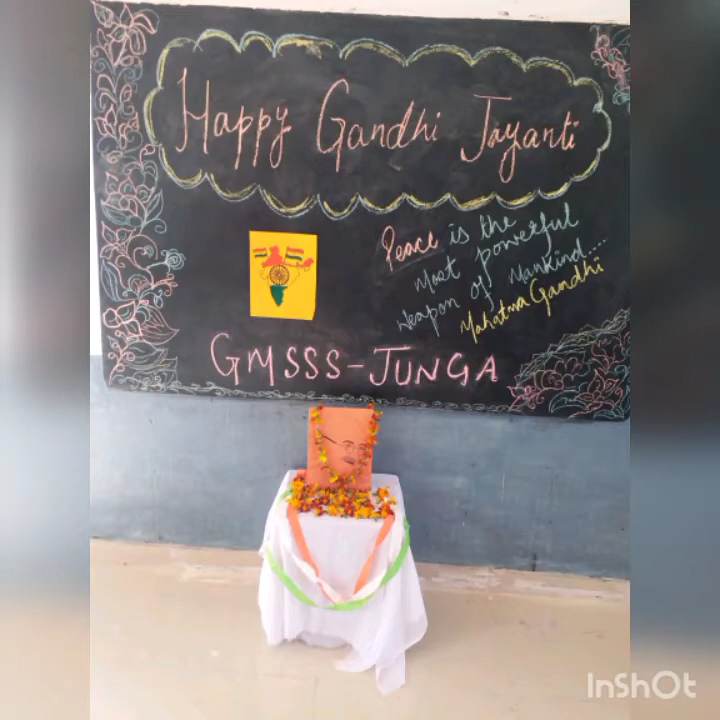 Happy Gandhi Jayanti
Peace is the
Most powerful
weapon of Mankind....
Mahatma Gandhi
GMSSS-JUNGA
InShOt